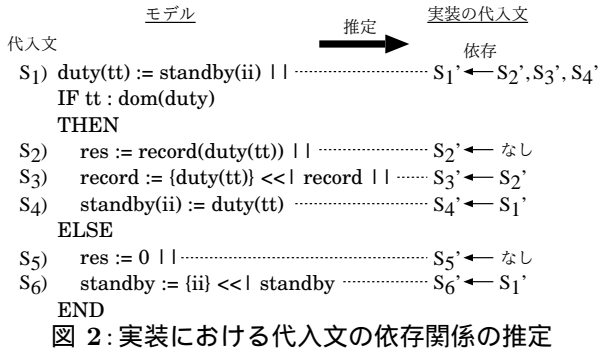 モデル 推定 実装の代入文
代入文 依存
S1) duty(tt) := standby(ii) || S1' ← S2', S3', S4'
IF tt : dom(duty)
THEN
S2) res := record(duty(tt)) || S2' ← なし
S3) record := {duty(tt)} <<| record || S3' ← S2'
S4) standby(ii) := duty(tt) S4' ← S1'
ELSE
S5) res := 0 || S5' ← なし
S6) standby := {ii} <<| standby S6' ← S1'
END
図 2: 実装における代入文の依存関係の推定